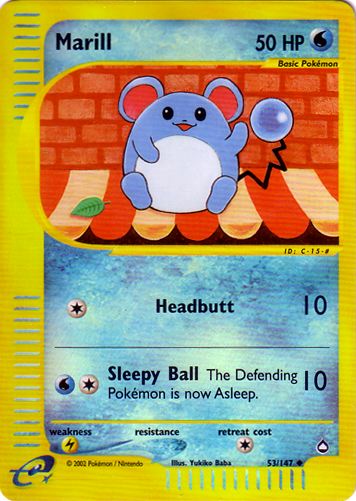 Marill 50 HP
Basic Pokémon
ID: C-15-#
Headbutt 10
Sleepy Ball The Defending 10
Pokémon is now Asleep.
weakness resistance retreat cost
©2002 Pokémon / Nintendo Illus. Yukiko Baba 53/147
e